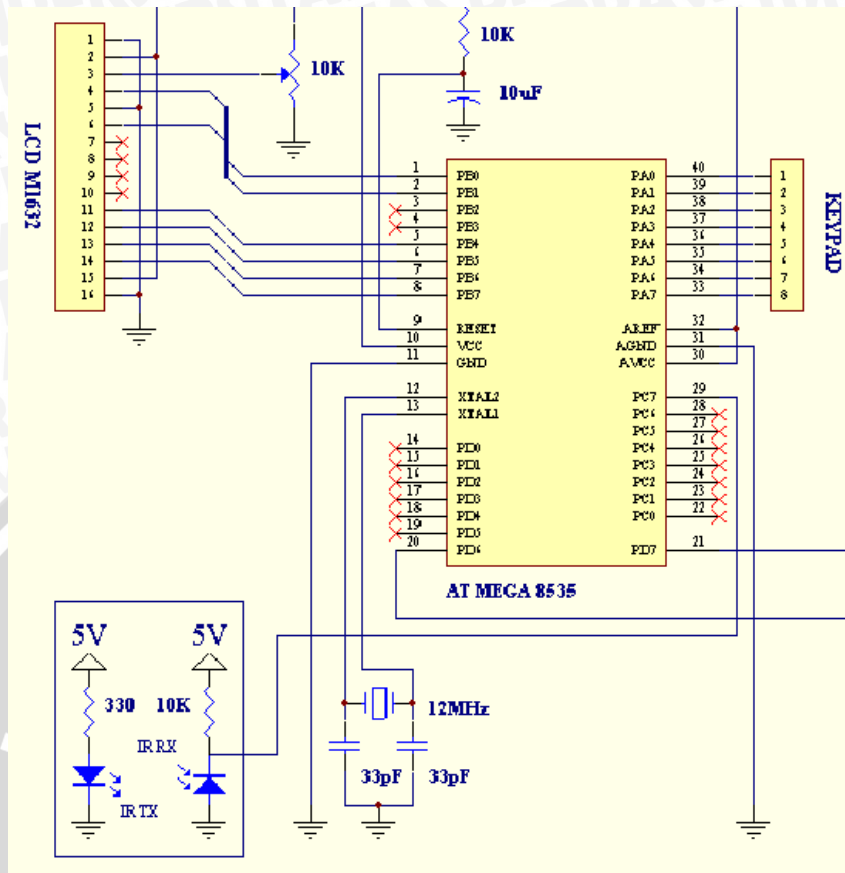 LCD M1632
1
2
3
4
5
6
7
8
9
10
11
12
13
14
15
16
10K
10K
10uF
1 PB0
2 PB1
3 PB2
4 PB3
5 PB4
6 PB5
7 PB6
8 PB7
9 RESET
10 VCC
11 GND
12 XTAL2
13 XTAL1
14 PD0
15 PD1
16 PD2
17 PD3
18 PD4
19 PD5
20 PD6
PA0 40
PA1 39
PA2 38
PA3 37
PA4 36
PA5 35
PA6 34
PA7 33
AREF 32
AGND 31
AVCC 30
PC7 29
PC6 28
PC5 27
PC4 26
PC3 25
PC2 24
PC1 23
PC0 22
PD7 21
AT MEGA 8535
1
2
3
4
5
6
7
8
KEYPAD
5V 5V
330 10K
IR RX
IR TX
12MHz
33pF 33pF